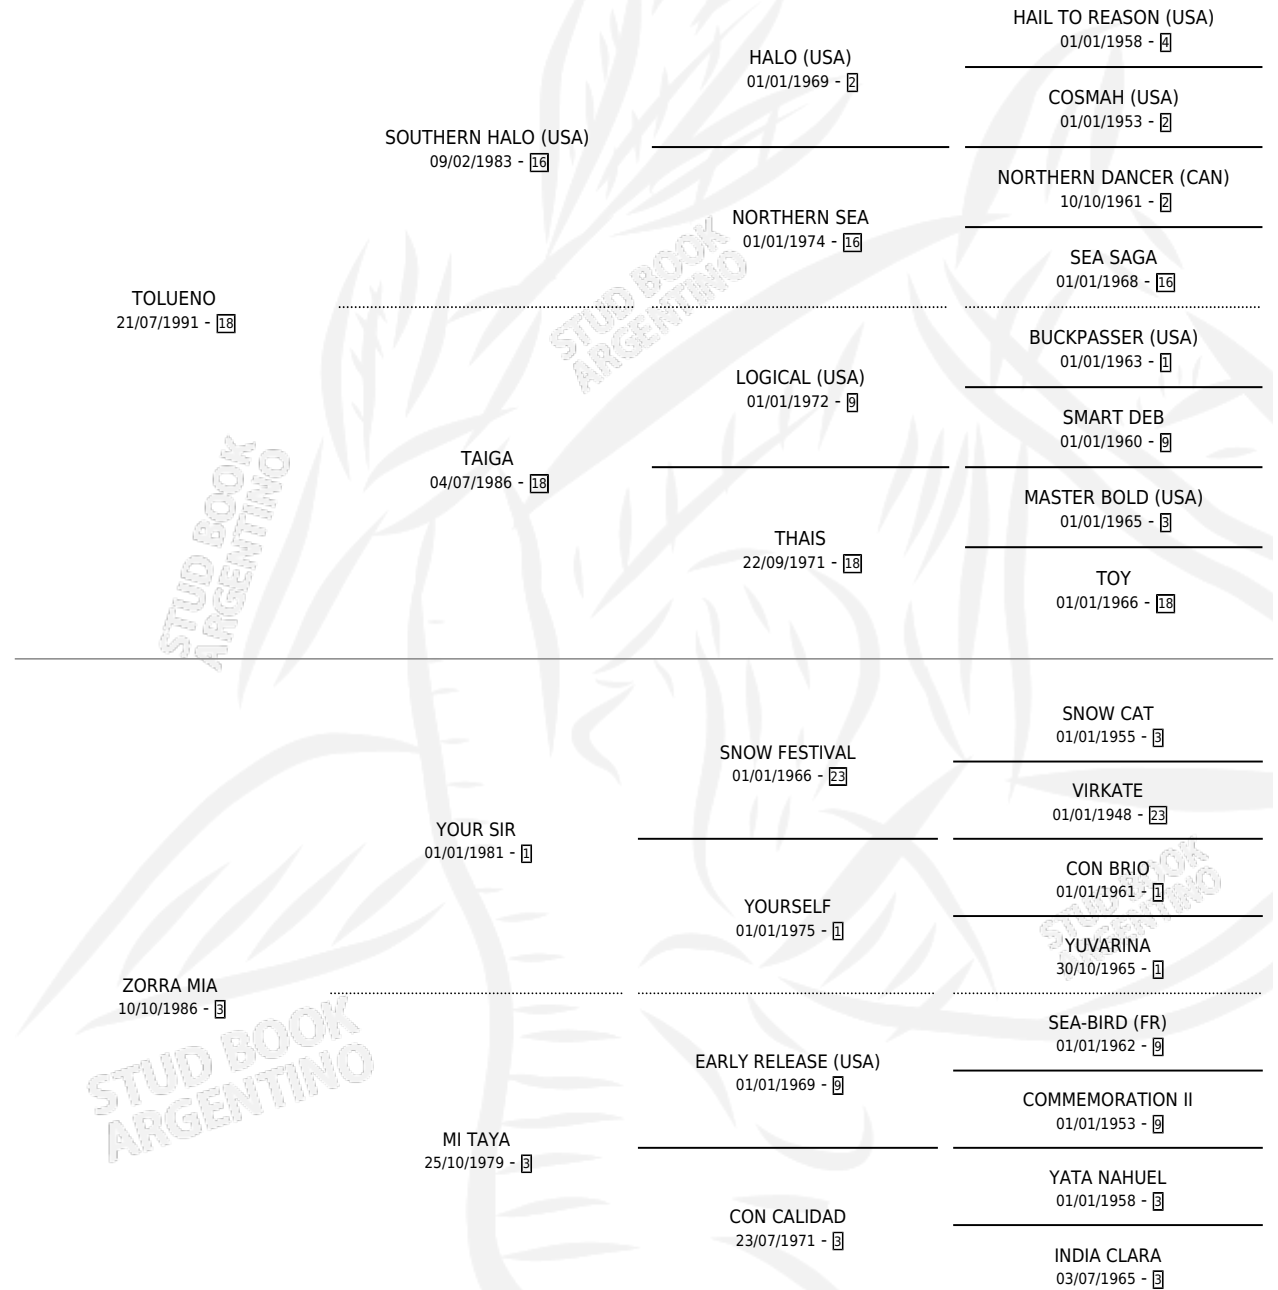 HAIL TO REASON (USA)
01/01/1958 - 4
HALO (USA)
01/01/1969 - 2
COSMAH (USA)
01/01/1953 - 2
SOUTHERN HALO (USA)
09/02/1983 - 16
NORTHERN DANCER (CAN)
10/10/1961 - 2
NORTHERN SEA
01/01/1974 - 16
SEA SAGA
01/01/1968 - 16
TOLUENO
21/07/1991 - 18
BUCKPASSER (USA)
01/01/1963 - 1
LOGICAL (USA)
01/01/1972 - 9
SMART DEB
01/01/1960 - 9
TAIGA
04/07/1986 - 18
MASTER BOLD (USA)
01/01/1965 - 3
THAIS
22/09/1971 - 18
TOY
01/01/1966 - 18
SNOW CAT
01/01/1955 - 3
SNOW FESTIVAL
01/01/1966 - 23
VIRKATE
01/01/1948 - 23
YOUR SIR
01/01/1981 - 1
CON BRIO
01/01/1961 - 1
YOURSELF
01/01/1975 - 1
YUVARINA
30/10/1965 - 1
ZORRA MIA
10/10/1986 - 3
SEA-BIRD (FR)
01/01/1962 - 9
EARLY RELEASE (USA)
01/01/1969 - 9
COMMEMORATION II
01/01/1953 - 9
MI TAYA
25/10/1979 - 3
YATA NAHUEL
01/01/1958 - 3
CON CALIDAD
23/07/1971 - 3
INDIA CLARA
03/07/1965 - 3
STUD BOOK
ARGENTINO
STUD BOOK
ARGENTINO
STUD BOOK
ARGENTINO
STUD BOOK
ARGENTINO